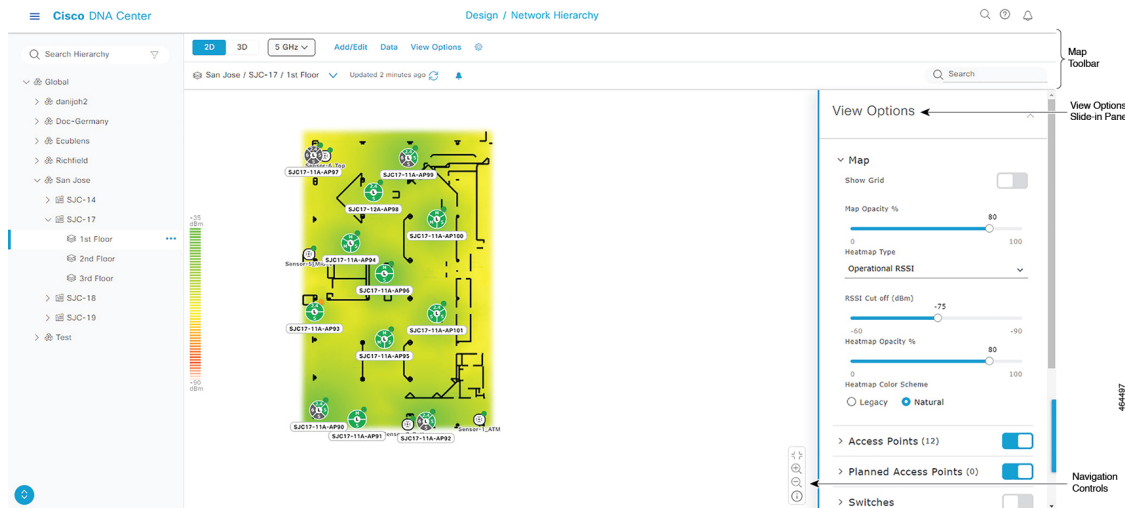 Cisco DNA Center
Design / Network Hierarchy
2D 3D 5 GHz Add/Edit Data View Options
Map
Toolbar
Search Hierarchy
San Jose / SJC-17 / 1st Floor Updated 2 minutes ago Search
Global
danijoh2
Doc-Germany
Ecublens
Richfield
San Jose
SJC-14
SJC-17
1st Floor
2nd Floor
3rd Floor
SJC-18
SJC-19
Test
-35
dBm
-90
dBm
SJC17-11A-AP97
SJC17-11A-AP99
SJC17-12A-AP98
SJC17-11A-AP100
SJC17-11A-AP94
SJC17-11A-AP96
SJC17-11A-AP93
SJC17-11A-AP101
SJC17-11A-AP95
SJC17-11A-AP90
SJC17-11A-AP91
SJC17-11A-AP92
Sensor-1_ATM
View Options
View Options
Slide-in Pane
Map
Show Grid
Map Opacity %
80
0 100
Heatmap Type
Operational RSSI
RSSI Cut off (dBm)
-75
-60 -90
Heatmap Opacity %
80
0 100
Heatmap Color Scheme
Legacy Natural
Access Points (12)
Planned Access Points (0)
Switches
Navigation
Controls
464497